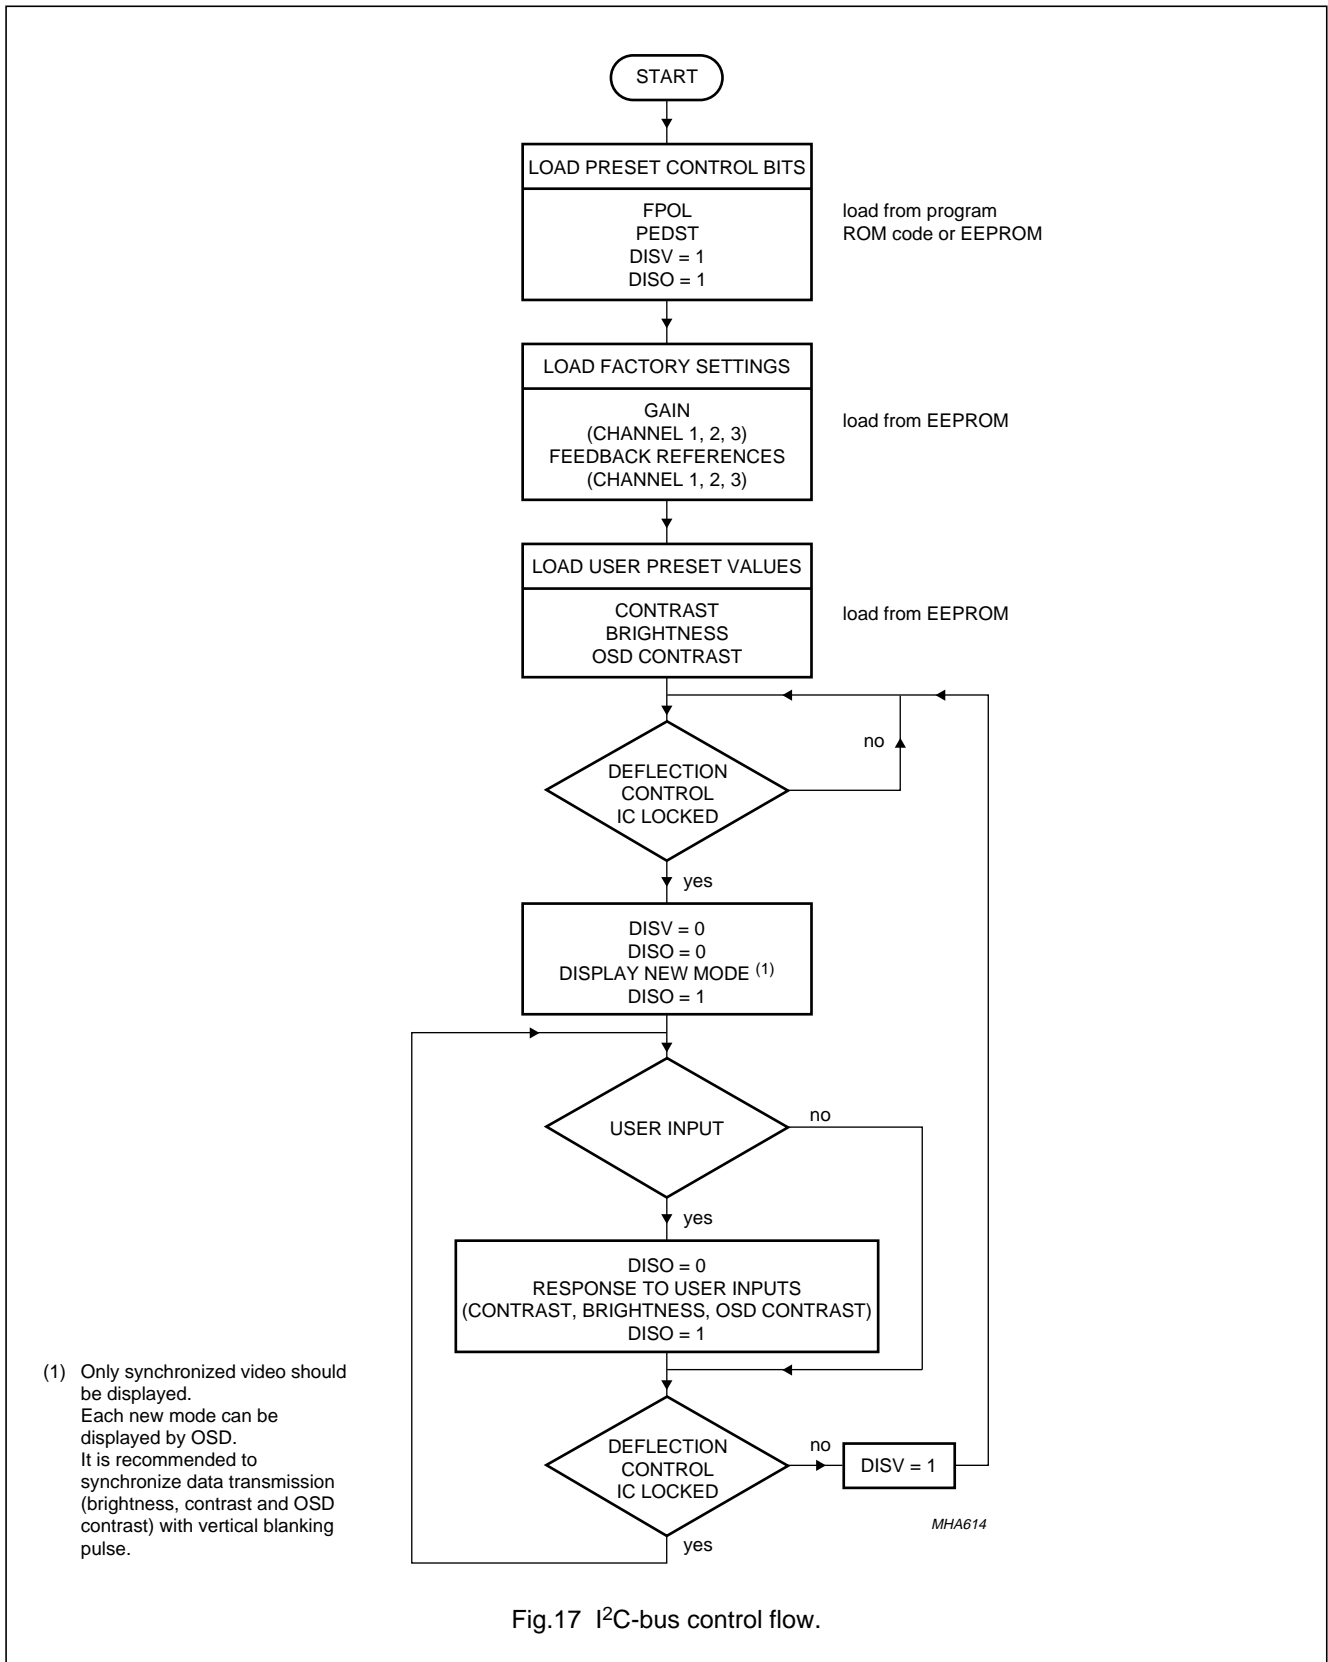 START
LOAD PRESET CONTROL BITS
FPOL
PEDST
DISV = 1
DISO = 1
load from program
ROM code or EEPROM
LOAD FACTORY SETTINGS
GAIN
(CHANNEL 1, 2, 3)
FEEDBACK REFERENCES
(CHANNEL 1, 2, 3)
load from EEPROM
LOAD USER PRESET VALUES
CONTRAST
BRIGHTNESS
OSD CONTRAST
load from EEPROM
no
DEFLECTION
CONTROL
IC LOCKED
yes
DISV = 0
DISO = 0
DISPLAY NEW MODE (1)
DISO = 1
USER INPUT
no
yes
DISO = 0
RESPONSE TO USER INPUTS
(CONTRAST, BRIGHTNESS, OSD CONTRAST)
DISO = 1
DEFLECTION
CONTROL
IC LOCKED
no
DISV = 1
yes
MHA614
(1) Only synchronized video should
be displayed.
Each new mode can be
displayed by OSD.
It is recommended to
synchronize data transmission
(brightness, contrast and OSD
contrast) with vertical blanking
pulse.
Fig.17 I²C-bus control flow.